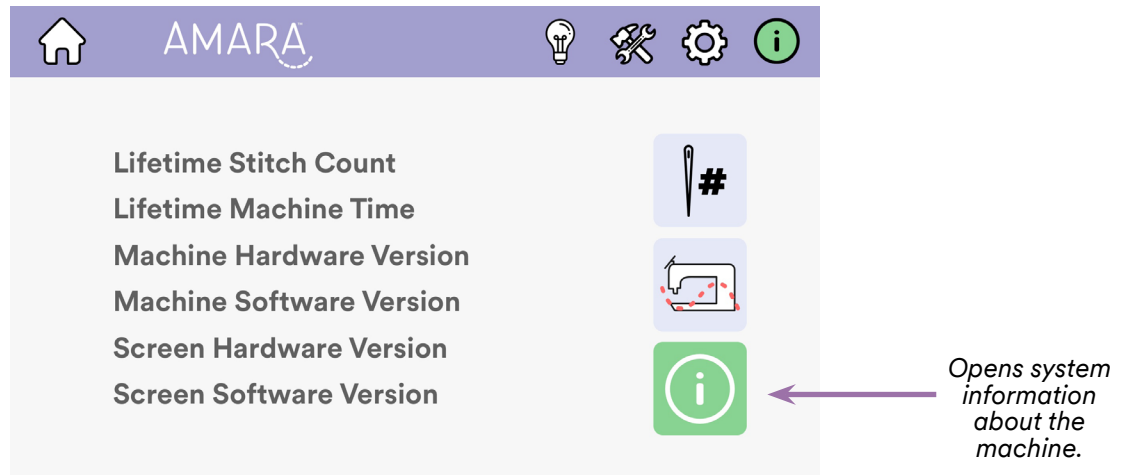 AMARA™
Lifetime Stitch Count
#
Lifetime Machine Time
Machine Hardware Version
Machine Software Version
Screen Hardware Version
Screen Software Version
Opens system
information
about the
machine.